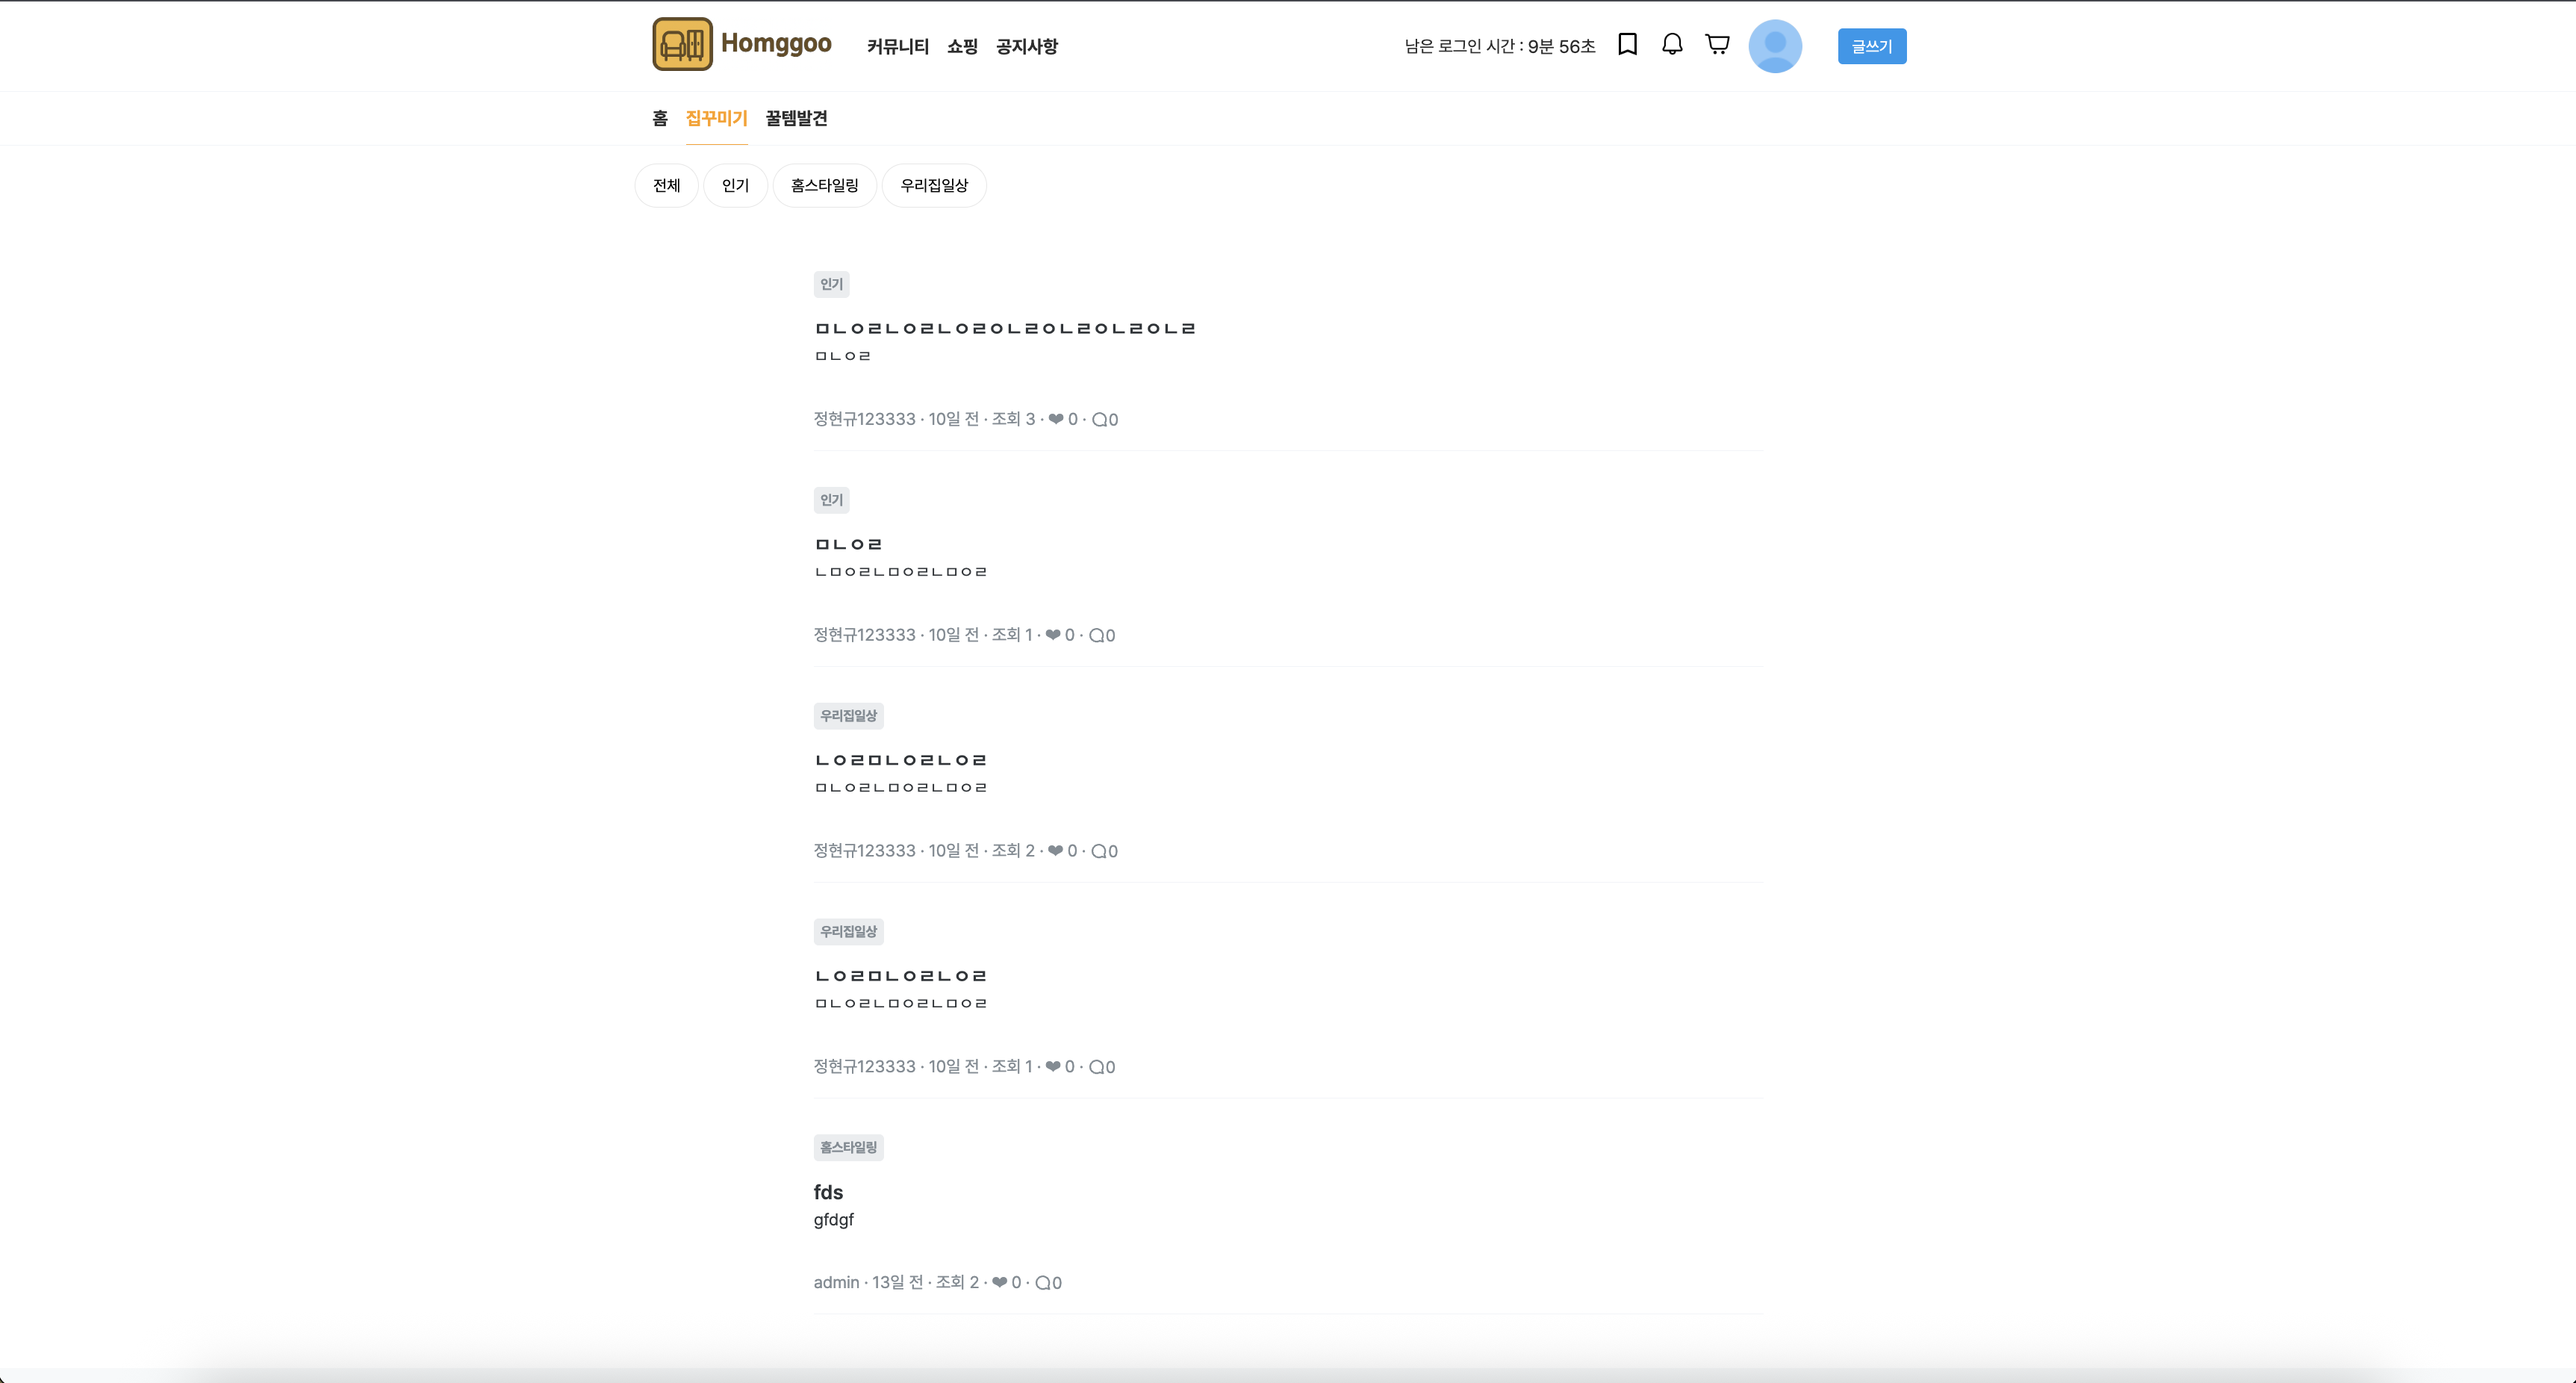 Homggoo 커뮤니티 쇼핑 공지사항 남은 로그인 시간 : 9분 56초 글쓰기
홈 집꾸미기 꿀템발견
전체 인기 홈스타일링 우리집일상
인기
ㅁㄴㅇㄹㄴㅇㄹㄴㅇㄹㅇㄴㄹㅇㄴㄹㅇㄴㄹㅇㄴㄹ
ㅁㄴㅇㄹ
정현규123333 · 10일 전 · 조회 3 · ❤ 0 · 0
인기
ㅁㄴㅇㄹ
ㄴㅁㅇㄹㄴㅁㅇㄹㄴㅁㅇㄹ
정현규123333 · 10일 전 · 조회 1 · ❤ 0 · 0
우리집일상
ㄴㅇㄹㅁㄴㅇㄹㄴㅇㄹ
ㅁㄴㅇㄹㄴㅁㅇㄹㄴㅁㅇㄹ
정현규123333 · 10일 전 · 조회 2 · ❤ 0 · 0
우리집일상
ㄴㅇㄹㅁㄴㅇㄹㄴㅇㄹ
ㅁㄴㅇㄹㄴㅁㅇㄹㄴㅁㅇㄹ
정현규123333 · 10일 전 · 조회 1 · ❤ 0 · 0
홈스타일링
fds
gfdgf
admin · 13일 전 · 조회 2 · ❤ 0 · 0